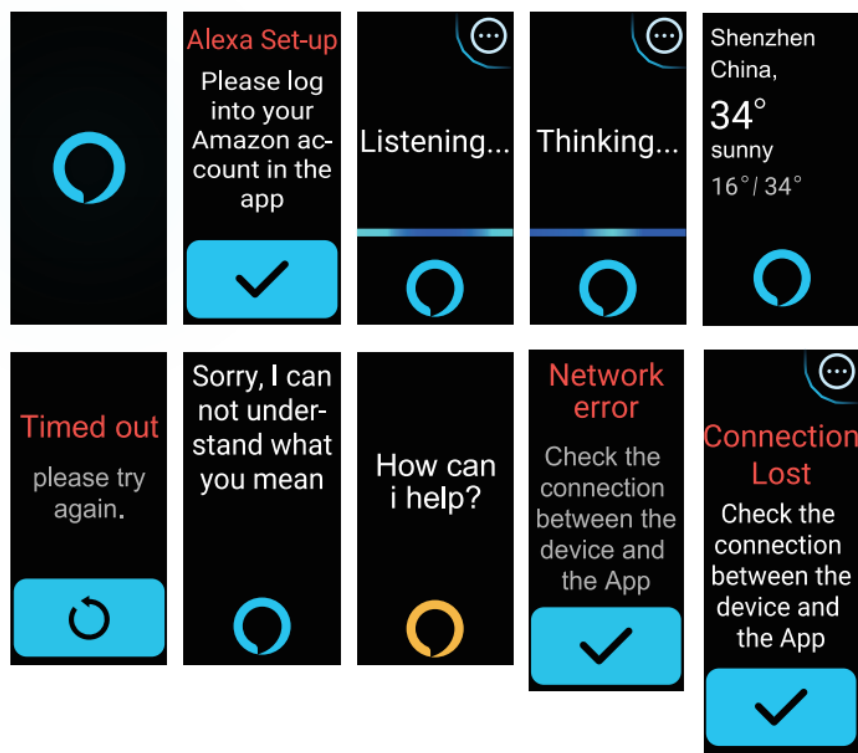 Alexa Set-up
Please log
into your
Amazon ac-
count in the
app
Listening...
Thinking...
Shenzhen
China,
34°
sunny
16°/ 34°
Timed out
please try
again.
Sorry, I can
not under-
stand what
you mean
How can
i help?
Network
error
Check the
connection
between the
device and
the App
Connection
Lost
Check the
connection
between the
device and
the App